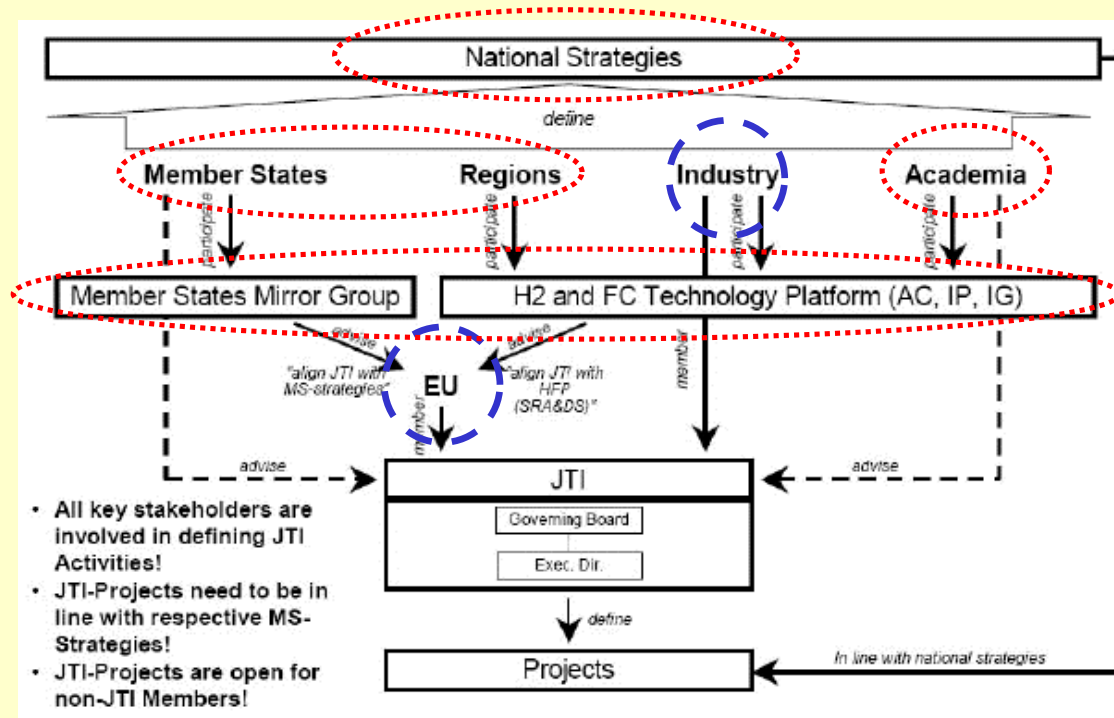 National Strategies
define
Member States
Regions
Industry
Academia
participate
participate
participate
participate
Member States Mirror Group
H2 and FC Technology Platform (AC, IP, IG)
advise
advise
"align JTI with
MS-strategies"
EU
"align JTI with
HFP
(SRA&DS)"
member
member
advise
JTI
advise
Governing Board
Exec. Dir.
• All key stakeholders are
involved in defining JTI
Activities!
• JTI-Projects need to be in
line with respective MS-
Strategies!
• JTI-Projects are open for
non-JTI Members!
define
Projects
In line with national strategies